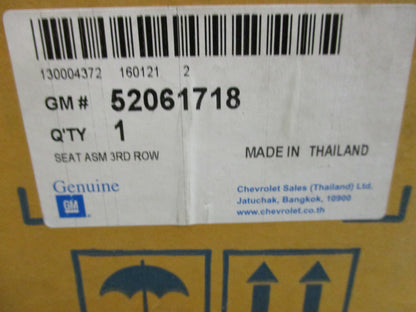 130004372 160121 2
GM # 52061718
Q'TY 1
SEAT ASM 3RD ROW
MADE IN THAILAND
Genuine
GM
Chevrolet Sales (Thailand) Ltd.
Jatuchak, Bangkok, 10900
www.chevrolet.co.th